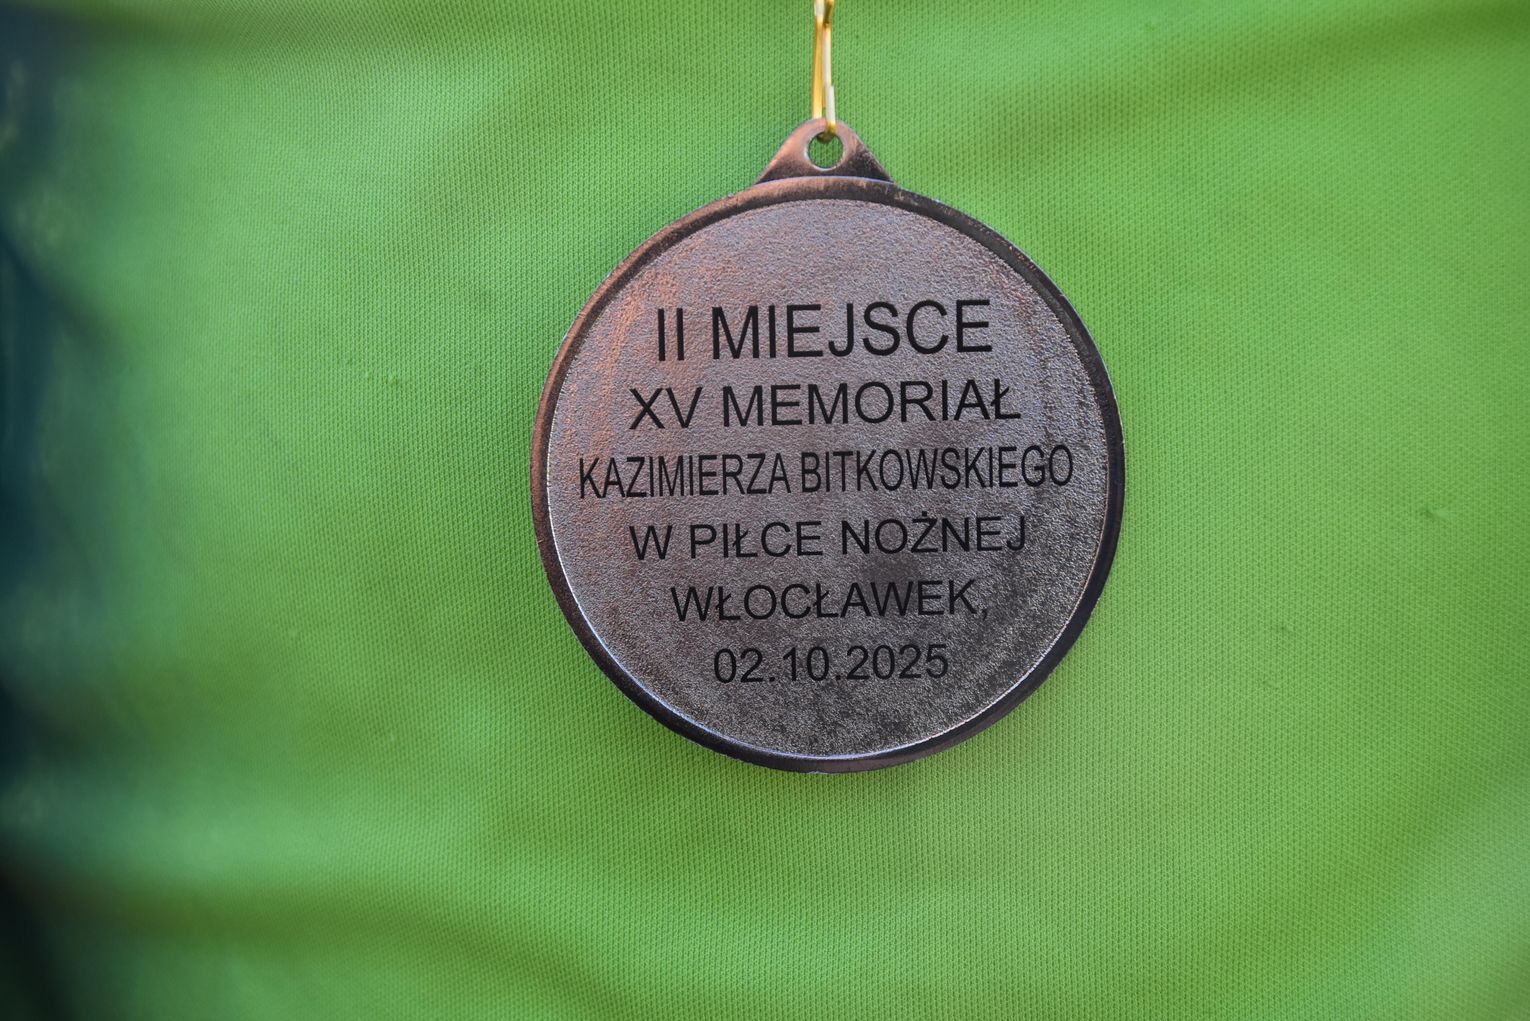 II MIEJSCE
XV MEMORIAŁ
KAZIMIERZA BITKOWSKIEGO
W PIŁCE NOŻNEJ
WŁOCŁAWEK,
02.10.2025